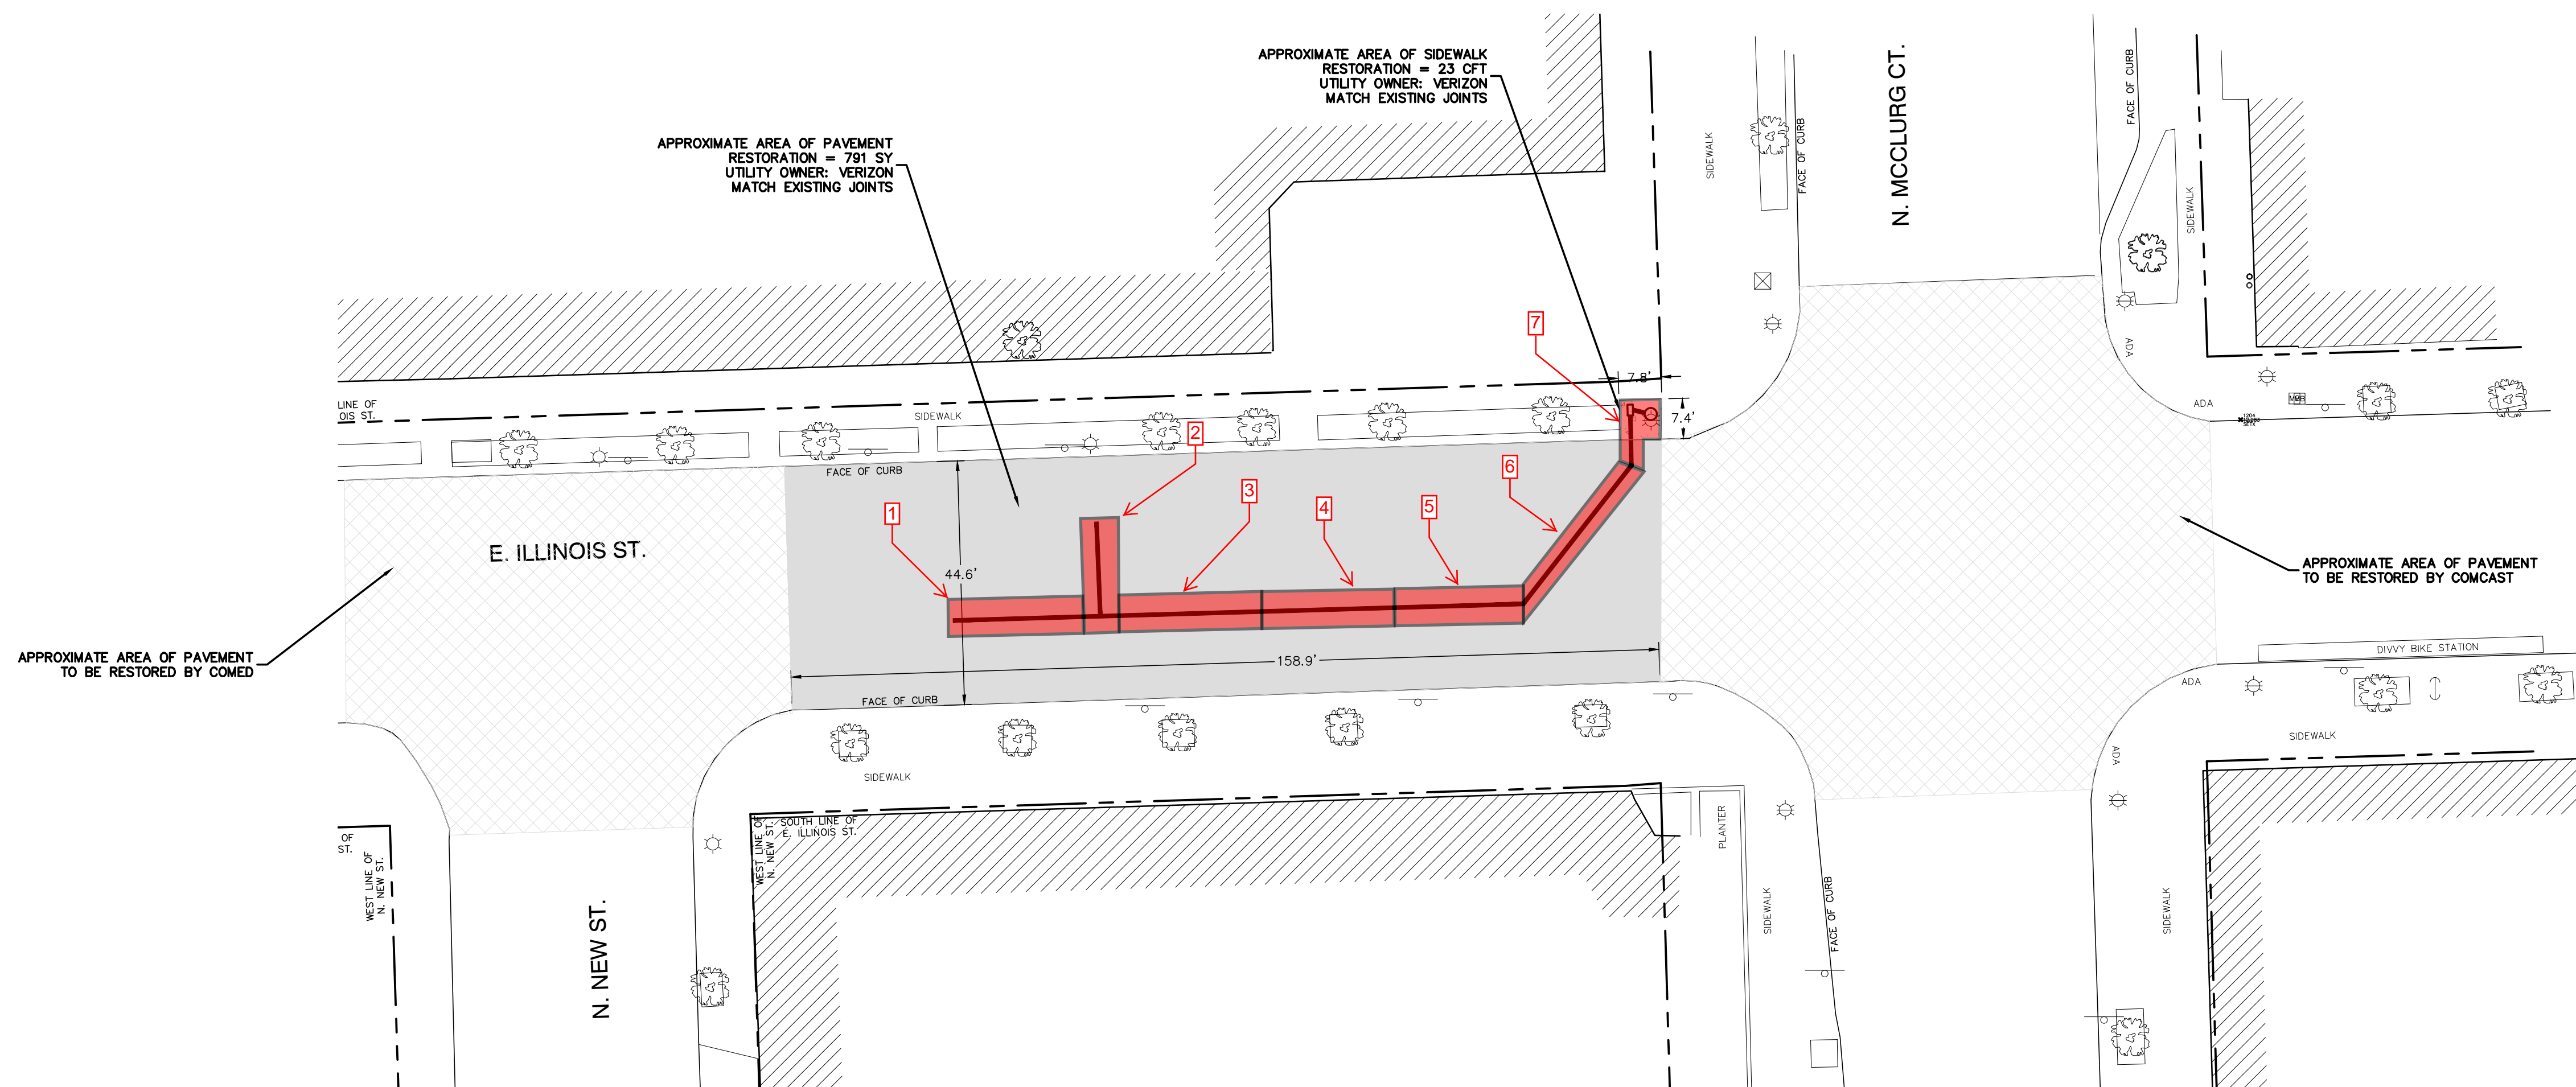 APPROXIMATE AREA OF SIDEWALK
RESTORATION = 23 CFT
UTILITY OWNER: VERIZON
MATCH EXISTING JOINTS
APPROXIMATE AREA OF PAVEMENT
RESTORATION = 791 SY
UTILITY OWNER: VERIZON
MATCH EXISTING JOINTS
N. MCCLURG CT.
FACE OF CURB
FACE OF CURB
SIDEWALK
SIDEWALK
ADA
ADA
7
7.8'
7.4'
LINE OF
OIS ST.
SIDEWALK
FACE OF CURB
2
6
3
4
5
1
E. ILLINOIS ST.
44.6'
158.9'
FACE OF CURB
APPROXIMATE AREA OF PAVEMENT
TO BE RESTORED BY COMED
APPROXIMATE AREA OF PAVEMENT
TO BE RESTORED BY COMCAST
DIVVY BIKE STATION
ADA
ADA
SIDEWALK
SIDEWALK
SOUTH LINE OF
E. ILLINOIS ST.
WEST LINE OF
N. NEW ST.
OF
ST.
WEST LINE OF
N. NEW ST.
N. NEW ST.
PLANTER
SIDEWALK
FACE OF CURB
SIDEWALK